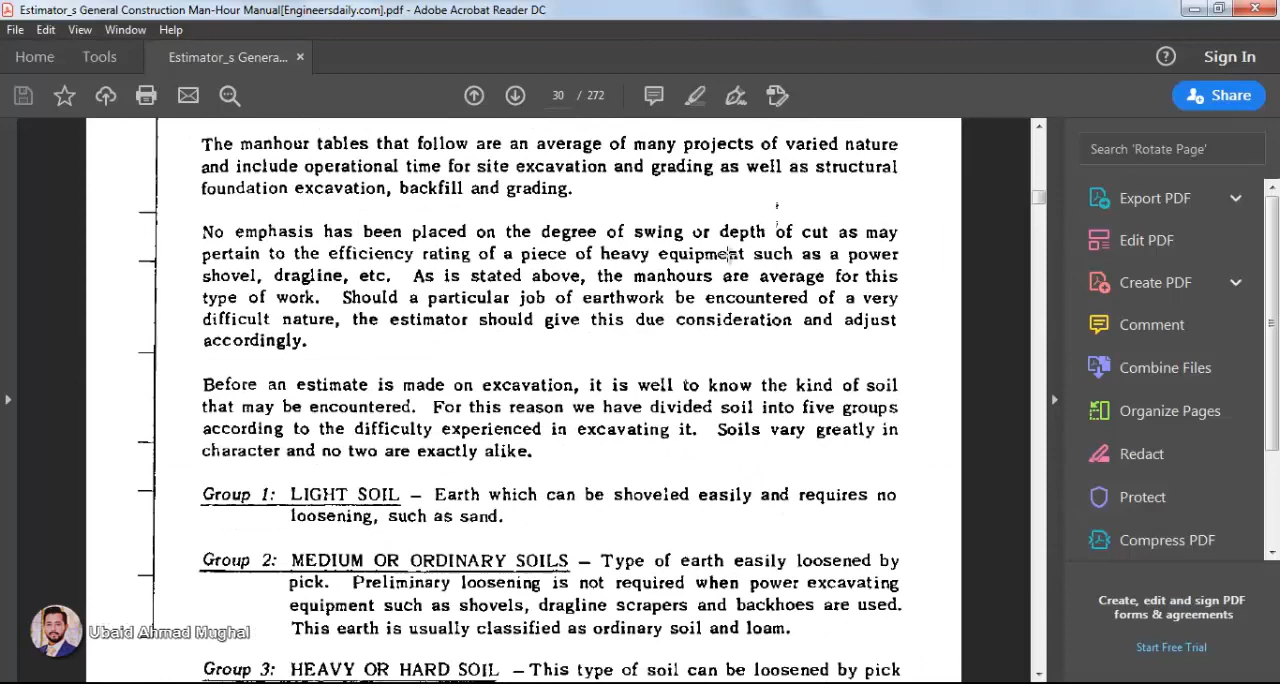 Estimator_s General Construction Man-Hour Manual[Engineersdaily.com].pdf - Adobe Acrobat Reader DC
File Edit View Window Help
Home Tools Estimator_s Genera... × Sign In
30 / 272 Share
The manhour tables that follow are an average of many projects of varied nature
and include operational time for site excavation and grading as well as structural
foundation excavation, backfill and grading.
No emphasis has been placed on the degree of swing or depth of cut as may
pertain to the efficiency rating of a piece of heavy equipment such as a power
shovel, dragline, etc. As is stated above, the manhours are average for this
type of work. Should a particular job of earthwork be encountered of a very
difficult nature, the estimator should give this due consideration and adjust
accordingly.
Before an estimate is made on excavation, it is well to know the kind of soil
that may be encountered. For this reason we have divided soil into five groups
according to the difficulty experienced in excavating it. Soils vary greatly in
character and no two are exactly alike.
Group 1: LIGHT SOIL – Earth which can be shoveled easily and requires no
loosening, such as sand.
Group 2: MEDIUM OR ORDINARY SOILS – Type of earth easily loosened by
pick. Preliminary loosening is not required when power excavating
equipment such as shovels, dragline scrapers and backhoes are used.
This earth is usually classified as ordinary soil and loam.
Group 3: HEAVY OR HARD SOIL – This type of soil can be loosened by pick
Ubaid Ahmad Mughal
Search 'Rotate Page'
Export PDF
Edit PDF
Create PDF
Comment
Combine Files
Organize Pages
Redact
Protect
Compress PDF
Create, edit and sign PDF
forms & agreements
Start Free Trial